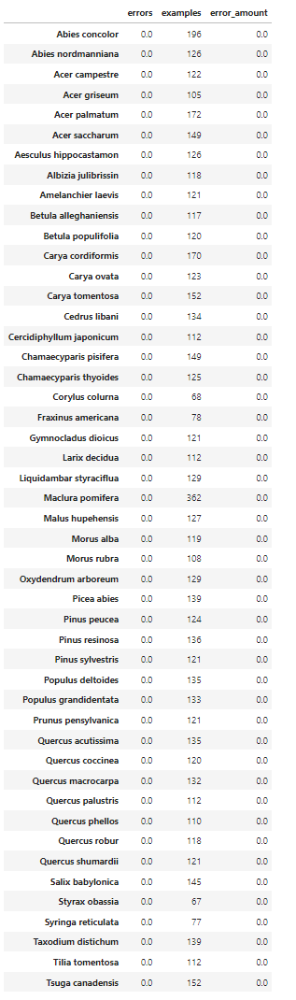 errors examples error_amount
Abies concolor 0.0 196 0.0
Abies nordmanniana 0.0 126 0.0
Acer campestre 0.0 122 0.0
Acer griseum 0.0 105 0.0
Acer palmatum 0.0 172 0.0
Acer saccharum 0.0 149 0.0
Aesculus hippocastamon 0.0 126 0.0
Albizia julibrissin 0.0 118 0.0
Amelanchier laevis 0.0 121 0.0
Betula alleghaniensis 0.0 117 0.0
Betula populifolia 0.0 120 0.0
Carya cordiformis 0.0 170 0.0
Carya ovata 0.0 123 0.0
Carya tomentosa 0.0 152 0.0
Cedrus libani 0.0 134 0.0
Cercidiphyllum japonicum 0.0 112 0.0
Chamaecyparis pisifera 0.0 149 0.0
Chamaecyparis thyoides 0.0 125 0.0
Corylus colurna 0.0 68 0.0
Fraxinus americana 0.0 78 0.0
Gymnocladus dioicus 0.0 121 0.0
Larix decidua 0.0 112 0.0
Liquidambar styraciflua 0.0 129 0.0
Maclura pomifera 0.0 362 0.0
Malus hupehensis 0.0 127 0.0
Morus alba 0.0 119 0.0
Morus rubra 0.0 108 0.0
Oxydendrum arboreum 0.0 129 0.0
Picea abies 0.0 139 0.0
Pinus peucea 0.0 124 0.0
Pinus resinosa 0.0 136 0.0
Pinus sylvestris 0.0 121 0.0
Populus deltoides 0.0 135 0.0
Populus grandidentata 0.0 133 0.0
Prunus pensylvanica 0.0 121 0.0
Quercus acutissima 0.0 135 0.0
Quercus coccinea 0.0 120 0.0
Quercus macrocarpa 0.0 132 0.0
Quercus palustris 0.0 112 0.0
Quercus phellos 0.0 110 0.0
Quercus robur 0.0 118 0.0
Quercus shumardii 0.0 121 0.0
Salix babylonica 0.0 145 0.0
Styrax obassia 0.0 67 0.0
Syringa reticulata 0.0 77 0.0
Taxodium distichum 0.0 139 0.0
Tilia tomentosa 0.0 112 0.0
Tsuga canadensis 0.0 152 0.0